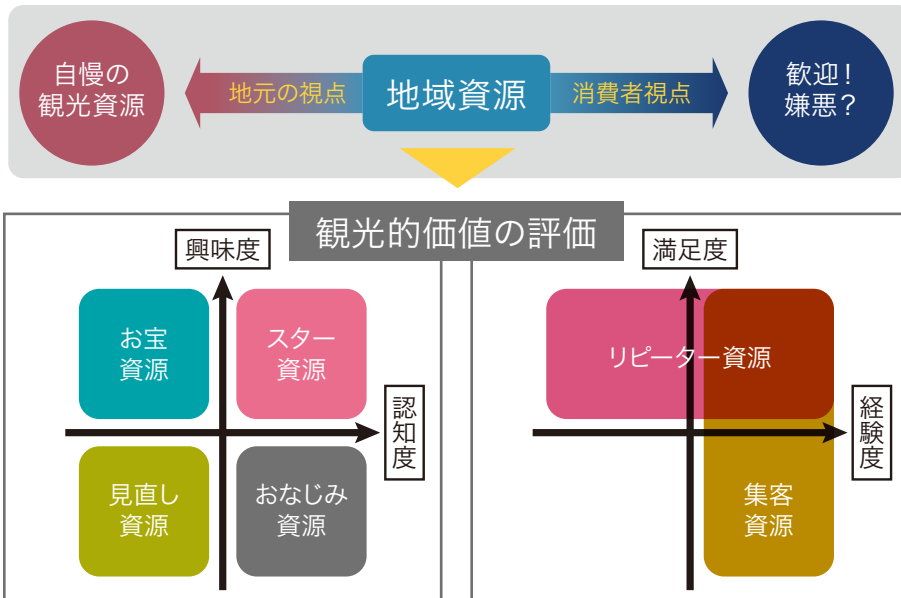 自慢の
観光資源
地元の視点
地域資源
消費者視点
歓迎！
嫌悪？
観光的価値の評価
興味度
お宝
資源
スター
資源
認知度
見直し
資源
おなじみ
資源
満足度
リピーター資源
経験度
集客
資源